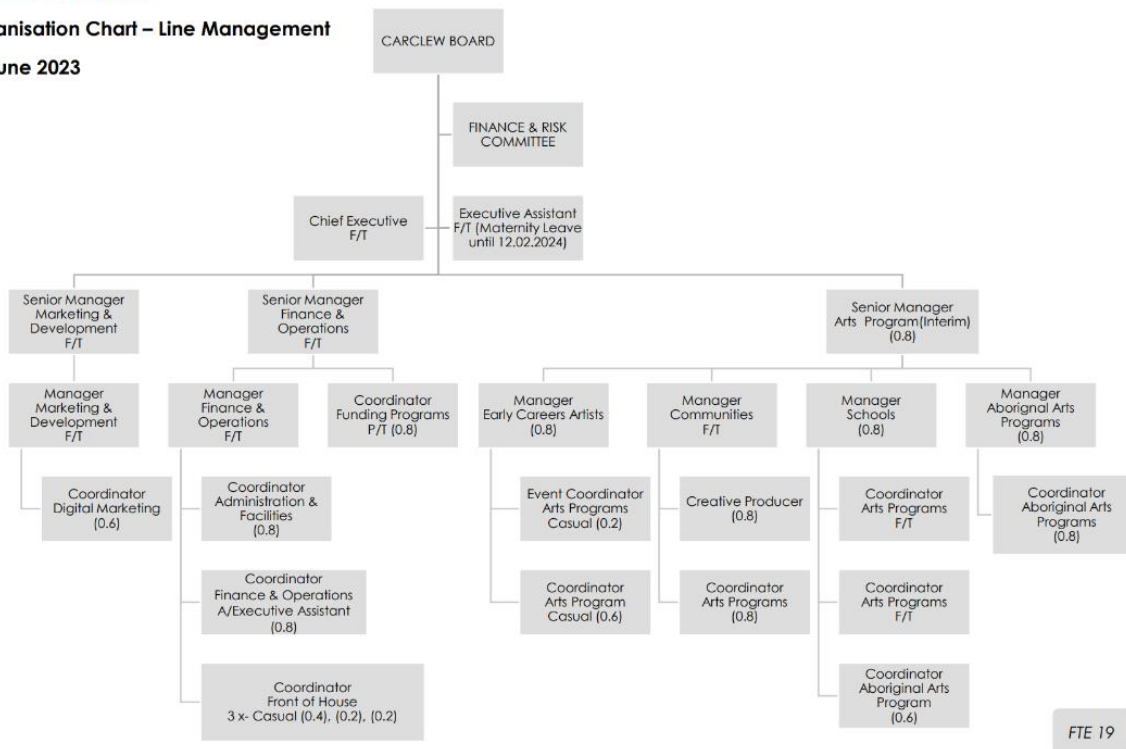 anisation Chart – Line Management
une 2023
CARCLEW BOARD
FINANCE & RISK
COMMITTEE
Chief Executive
F/T
Executive Assistant
F/T (Maternity Leave
until 12.02.2024)
Senior Manager
Marketing &
Development
F/T
Senior Manager
Finance &
Operations
F/T
Senior Manager
Arts Program(Interim)
(0.8)
Manager
Marketing &
Development
F/T
Manager
Finance &
Operations
F/T
Coordinator
Funding Programs
P/T (0.8)
Manager
Early Careers Artists
(0.8)
Manager
Communities
F/T
Manager
Schools
(0.8)
Manager
Aborignal Arts
Programs
(0.8)
Coordinator
Digital Marketing
(0.6)
Coordinator
Administration &
Facilities
(0.8)
Event Coordinator
Arts Programs
Casual (0.2)
Creative Producer
(0.8)
Coordinator
Arts Programs
F/T
Coordinator
Aboriginal Arts
Programs
(0.8)
Coordinator
Finance & Operations
A/Executive Assistant
(0.8)
Coordinator
Arts Program
Casual (0.6)
Coordinator
Arts Programs
(0.8)
Coordinator
Arts Programs
F/T
Coordinator
Front of House
3 x- Casual (0.4), (0.2), (0.2)
Coordinator
Aboriginal Arts
Program
(0.6)
FTE 19